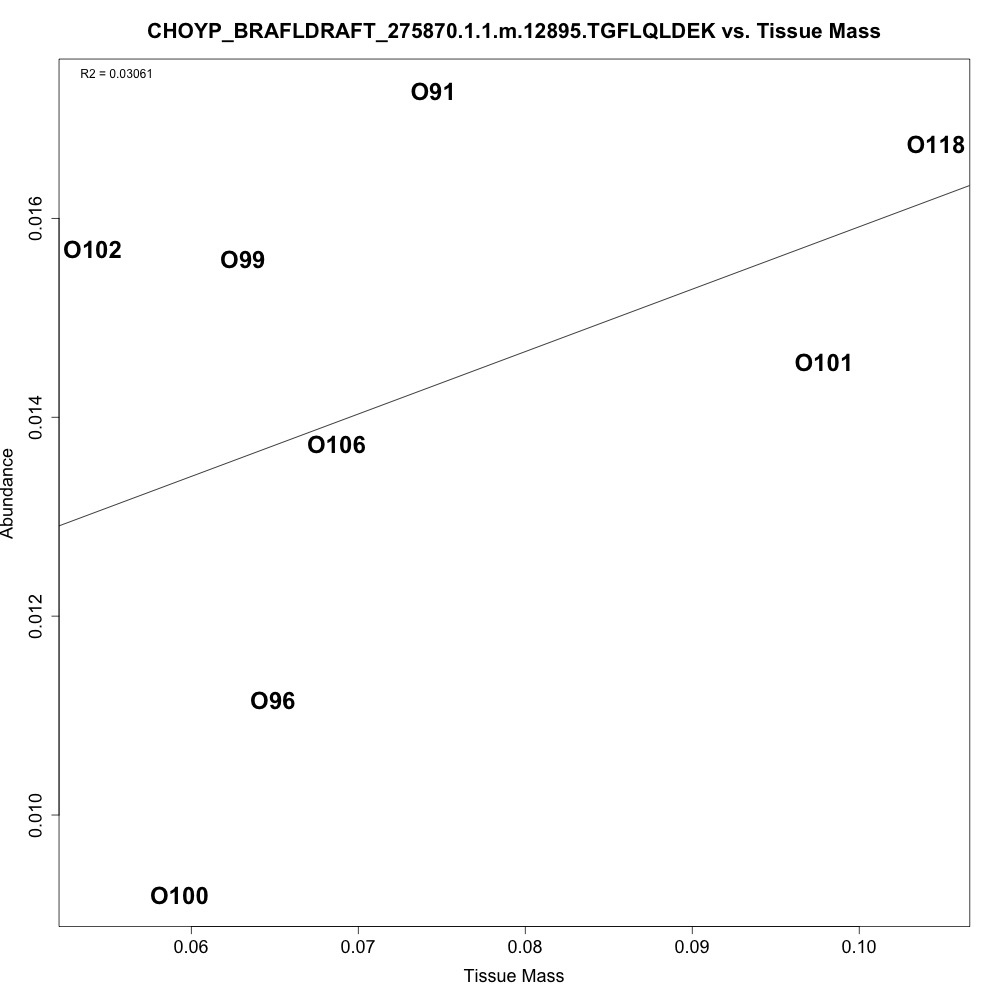 CHOYP_BRAFLDRAFT_275870.1.1.m.12895.TGFLQLDEK vs. Tissue Mass
R2 = 0.03061
O91
O118
O102
O99
O101
O106
O96
O100
Abundance
0.016
0.014
0.012
0.010
0.06
0.07
0.08
0.09
0.10
Tissue Mass